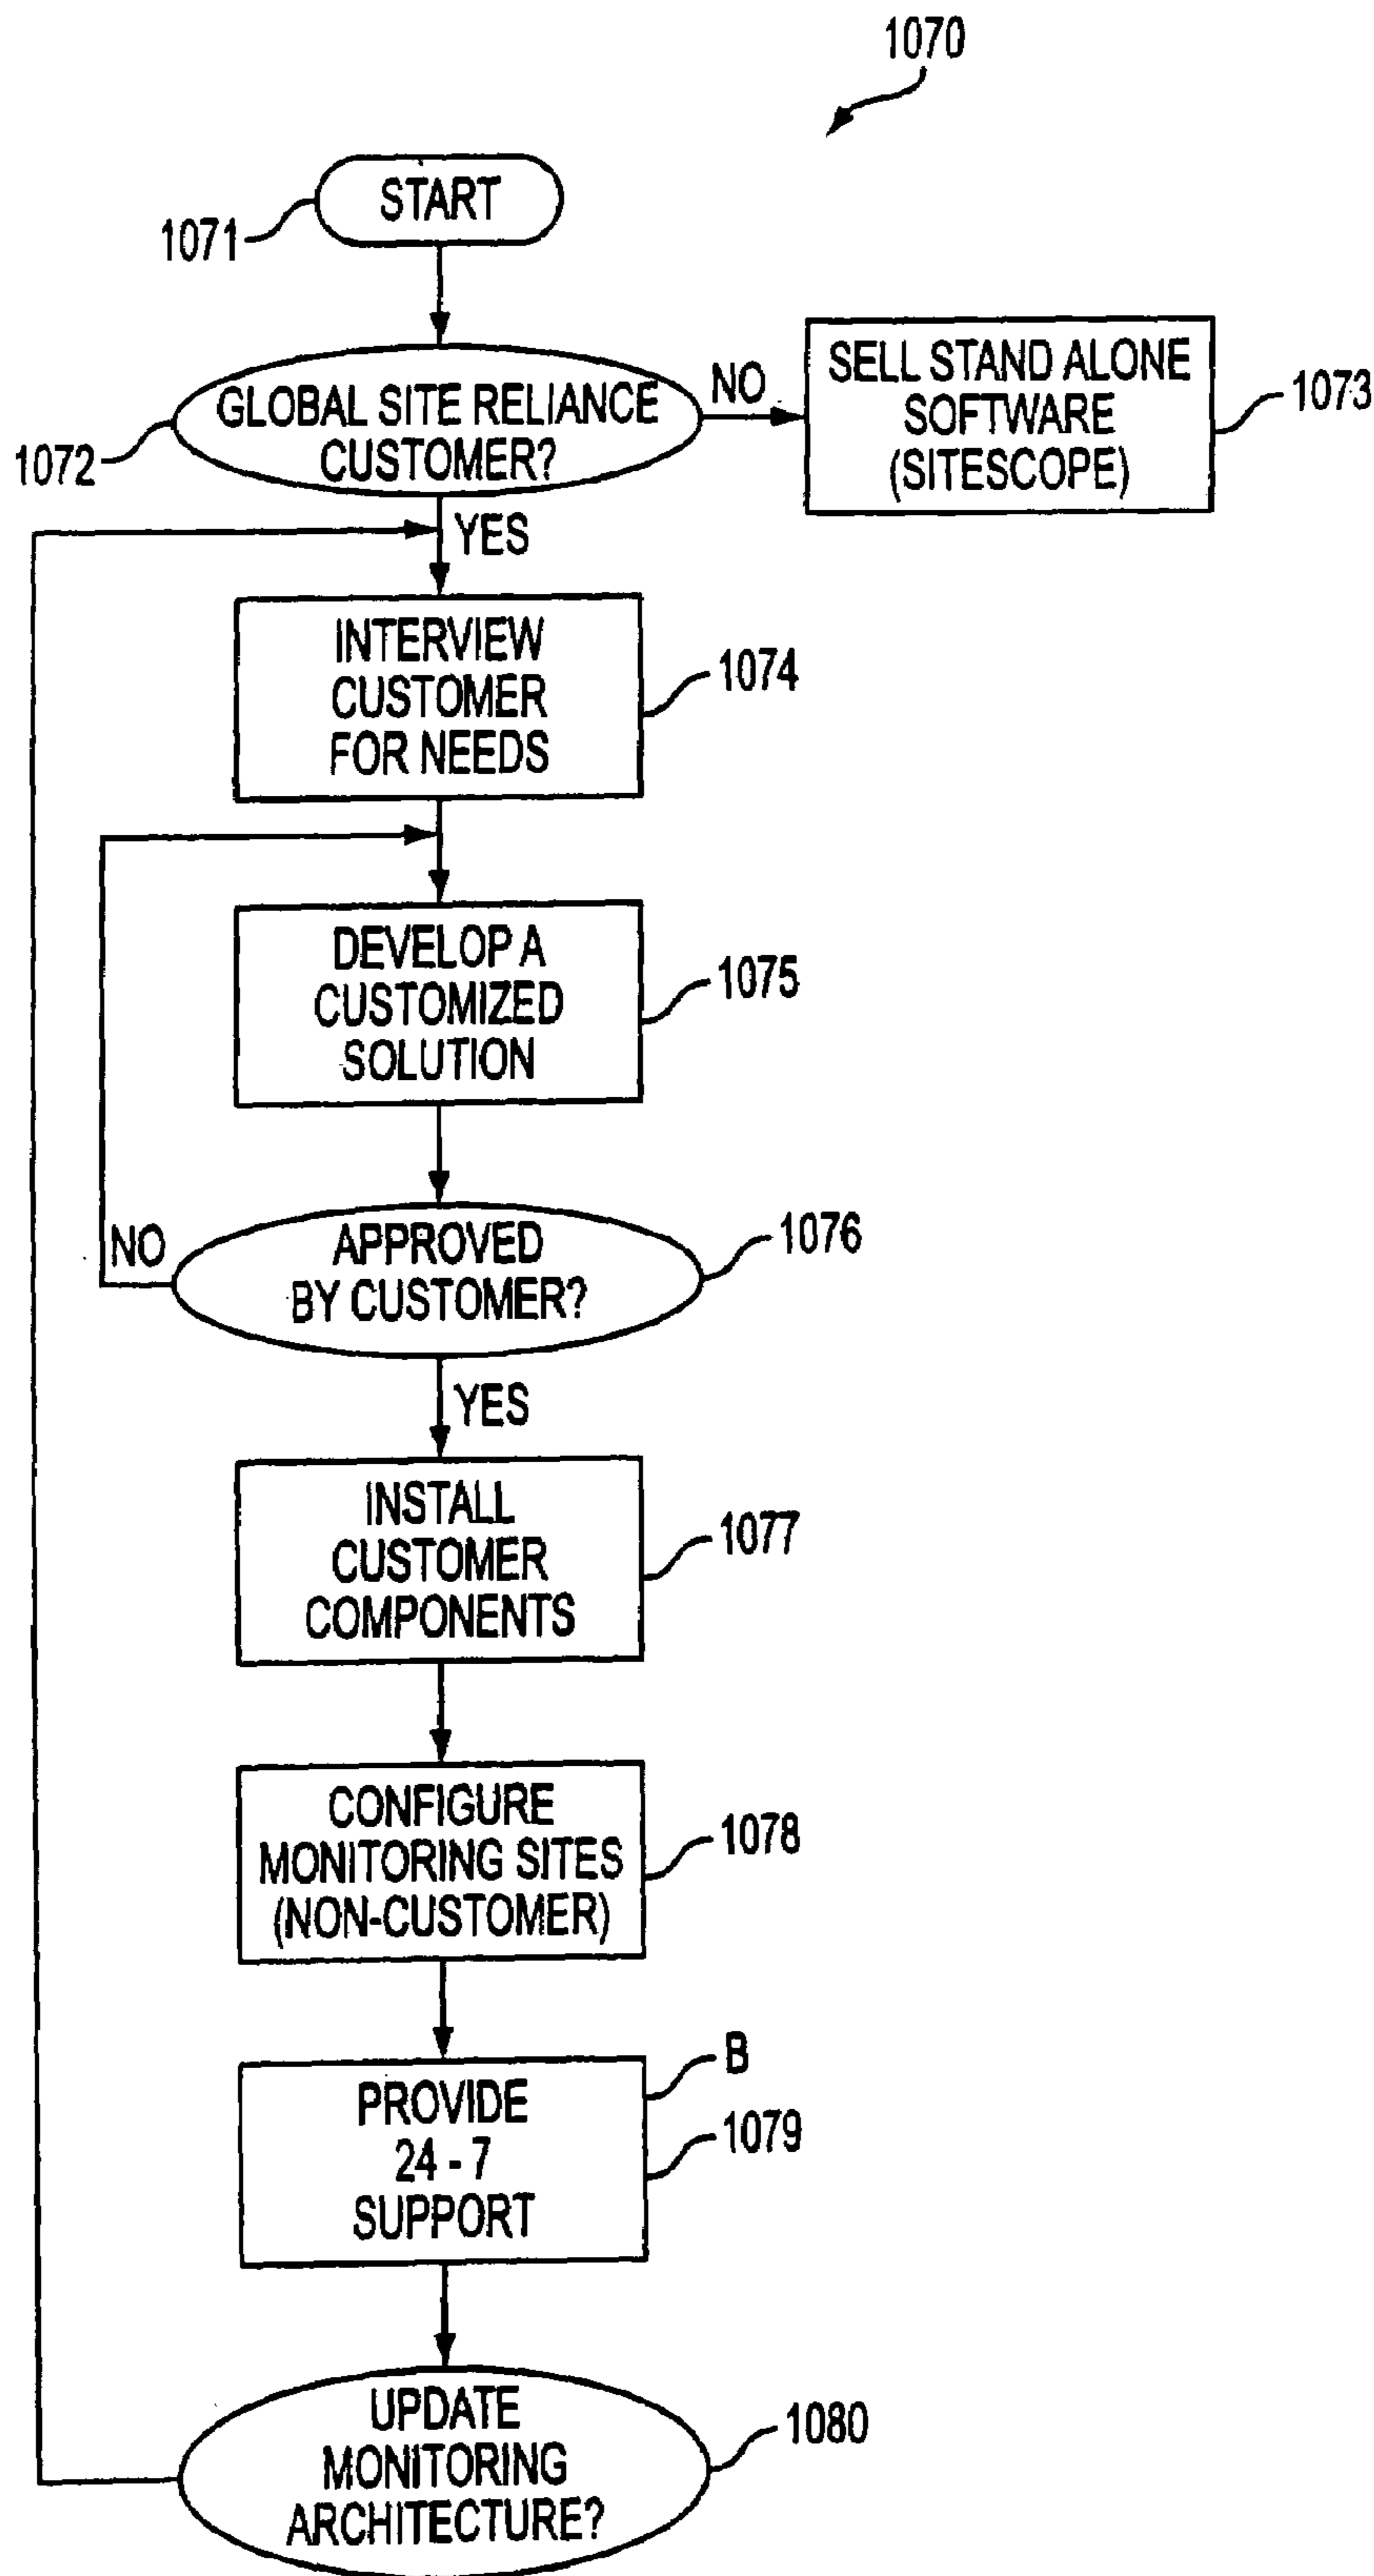 1070
START
1071
GLOBAL SITE RELIANCE
CUSTOMER?
1072
NO
SELL STAND ALONE
SOFTWARE
(SITESCOPE)
1073
YES
INTERVIEW
CUSTOMER
FOR NEEDS
1074
DEVELOP A
CUSTOMIZED
SOLUTION
1075
APPROVED
BY CUSTOMER?
1076
NO
YES
INSTALL
CUSTOMER
COMPONENTS
1077
CONFIGURE
MONITORING SITES
(NON-CUSTOMER)
1078
B
PROVIDE
24 - 7
SUPPORT
1079
UPDATE
MONITORING
ARCHITECTURE?
1080